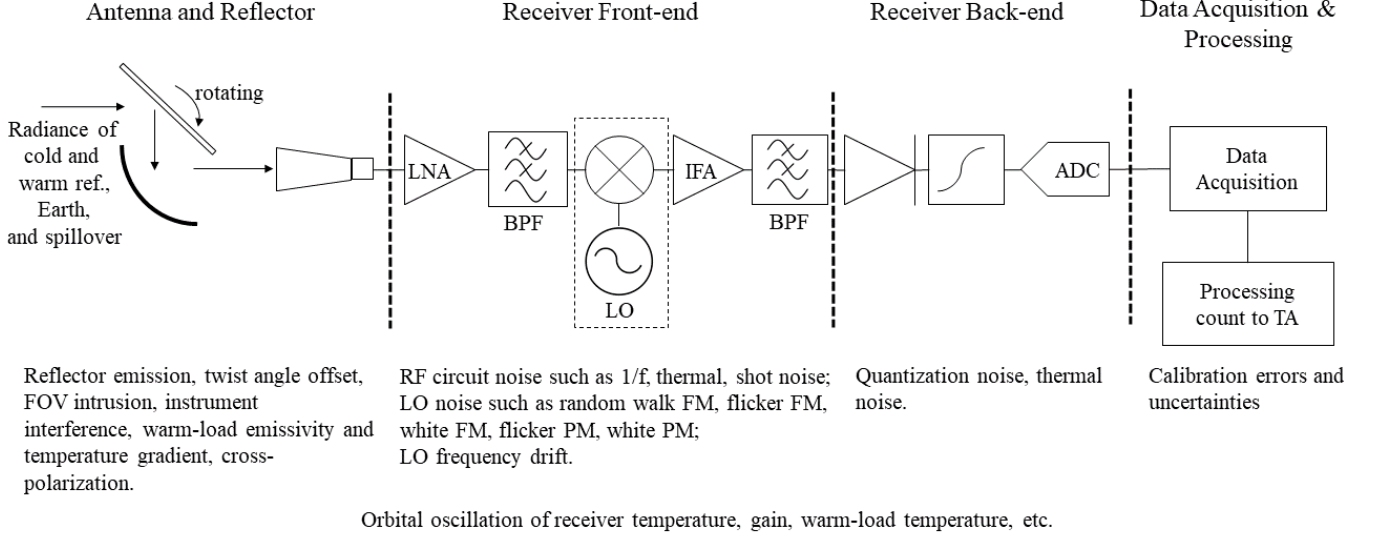 Antenna and Reflector
Receiver Front-end
Receiver Back-end
Data Acquisition &
Processing
rotating
Radiance of
cold and
warm ref.,
Earth,
and spillover
LNA
BPF
LO
IFA
BPF
ADC
Data
Acquisition
Processing
count to TA
Reflector emission, twist angle offset,
FOV intrusion, instrument
interference, warm-load emissivity and
temperature gradient, cross-
polarization.
RF circuit noise such as 1/f, thermal, shot noise;
LO noise such as random walk FM, flicker FM,
white FM, flicker PM, white PM;
LO frequency drift.
Quantization noise, thermal
noise.
Calibration errors and
uncertainties
Orbital oscillation of receiver temperature, gain, warm-load temperature, etc.